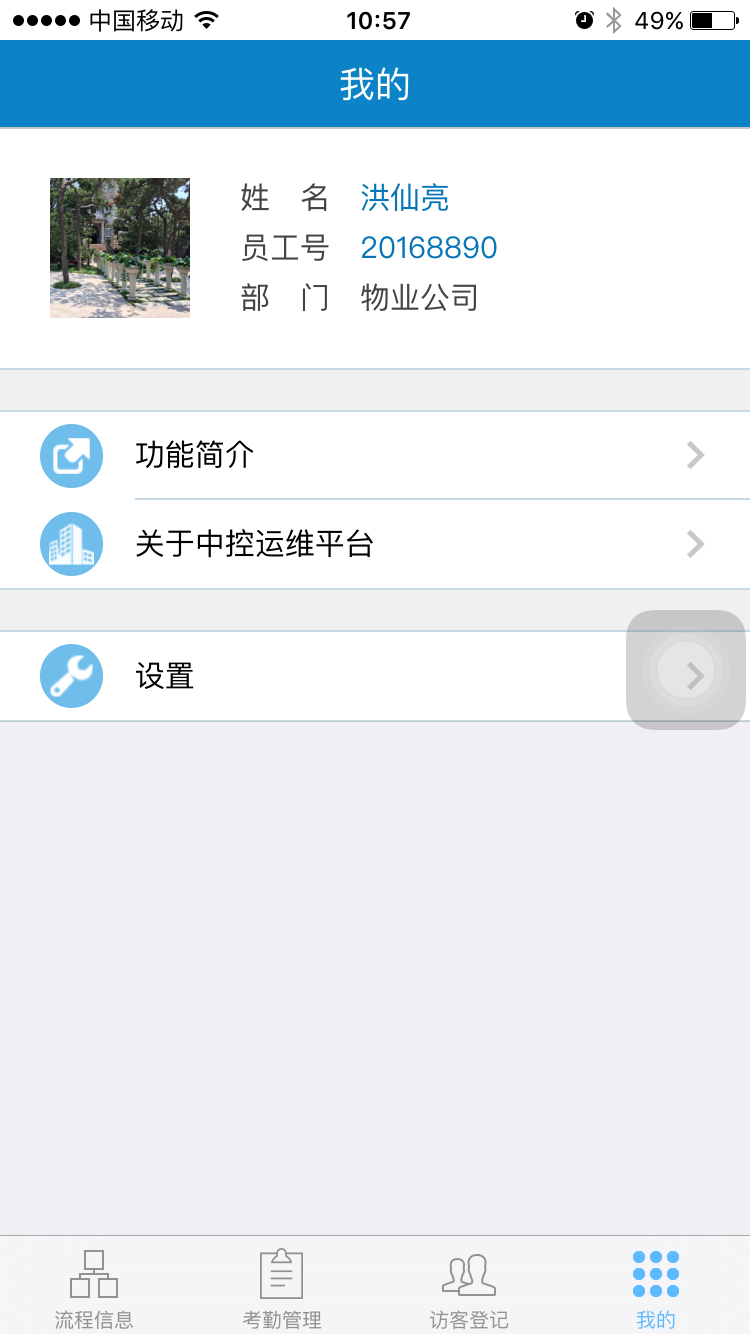 中国移动 10:57 49%
我的
姓 名 洪仙亮
员工号 20168890
部 门 物业公司
功能简介
关于中控运维平台
设置
流程信息 考勤管理 访客登记 我的